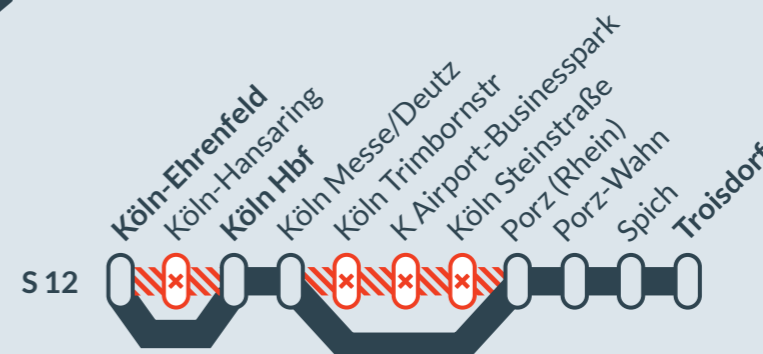 Köln-Ehrenfeld
Köln-Hansaring
Köln Hbf
Köln Messe/Deutz
Köln Trimbornstr
K Airport-Businesspark
Köln Steinstraße
Porz (Rhein)
Porz-Wahn
Spich
Troisdorf
S 12